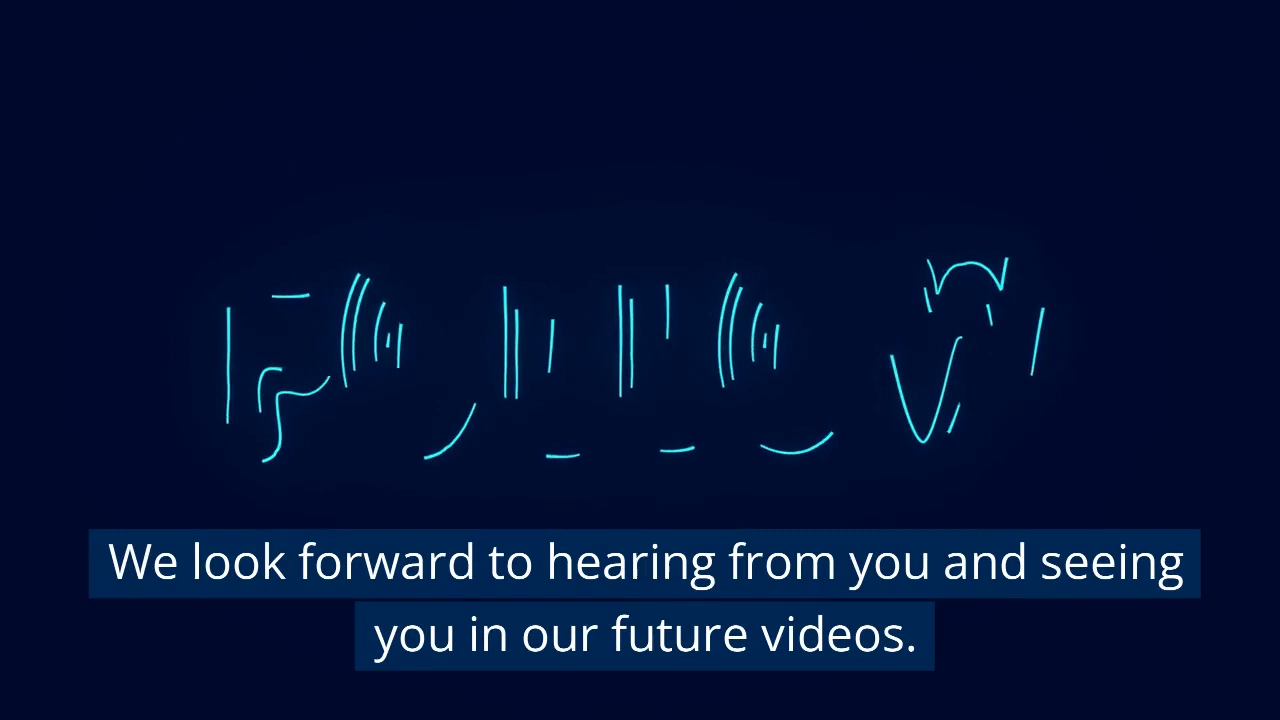 We look forward to hearing from you and seeing
you in our future videos.